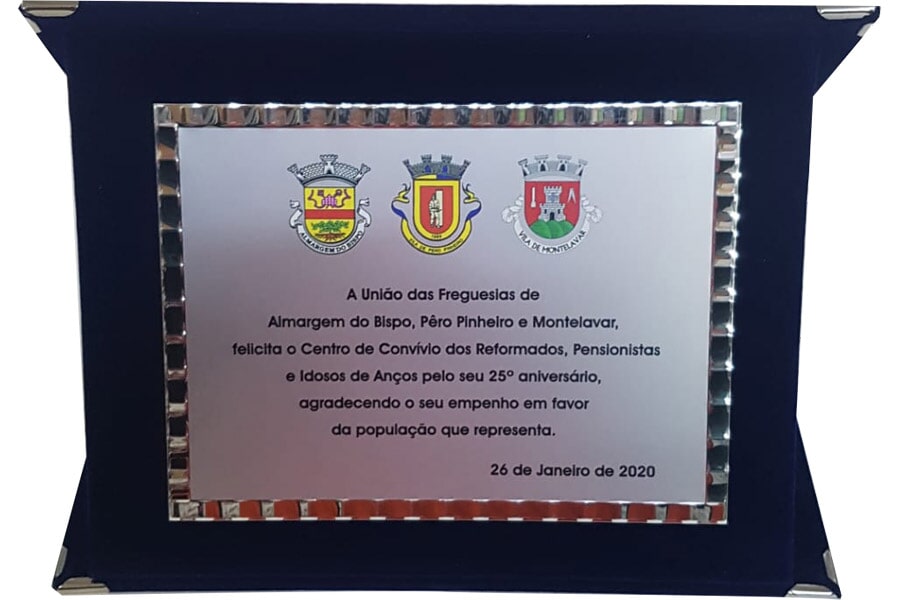 ALMARGEM DO BISPO
VILA DE PERO PINHEIRO
VILA DE MONTELAVAR
A União das Freguesias de
Almargem do Bispo, Pêro Pinheiro e Montelavar,
felicita o Centro de Convívio dos Reformados, Pensionistas
e Idosos de Anços pelo seu 25º aniversário,
agradecendo o seu empenho em favor
da população que representa.
26 de Janeiro de 2020